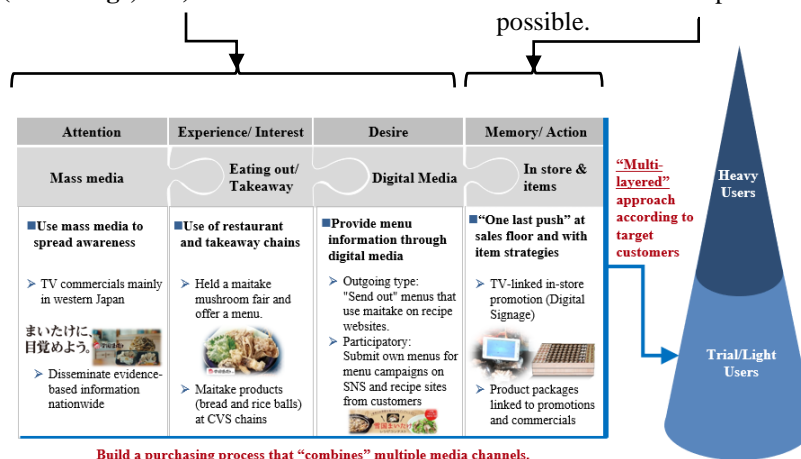 possible.
Attention
Experience/ Interest
Desire
Memory/ Action
Mass media
Eating out/
Takeaway
Digital Media
In store &
items
■Use mass media to
spread awareness
➢ TV commercials mainly
in western Japan
まいたけに、
目覚めよう。
➢ Disseminate evidence-
based information
nationwide
■Use of restaurant
and takeaway chains
➢ Held a maitake
mushroom fair and
offer a menu.
➢ Maitake products
(bread and rice balls)
at CVS chains
■Provide menu
information through
digital media
➢ Outgoing type:
"Send out" menus that
use maitake on recipe
websites.
➢ Participatory:
Submit own menus for
menu campaigns on
SNS and recipe sites
from customers
■“One last push” at
sales floor and with
item strategies
➢ TV-linked in-store
promotion (Digital
Signage)
➢ Product packages
linked to promotions
and commercials
“Multi-
layered”
approach
according to
target
customers
Heavy
Users
Trial/Light
Users
Build a purchasing process that “combines” multiple media channels.